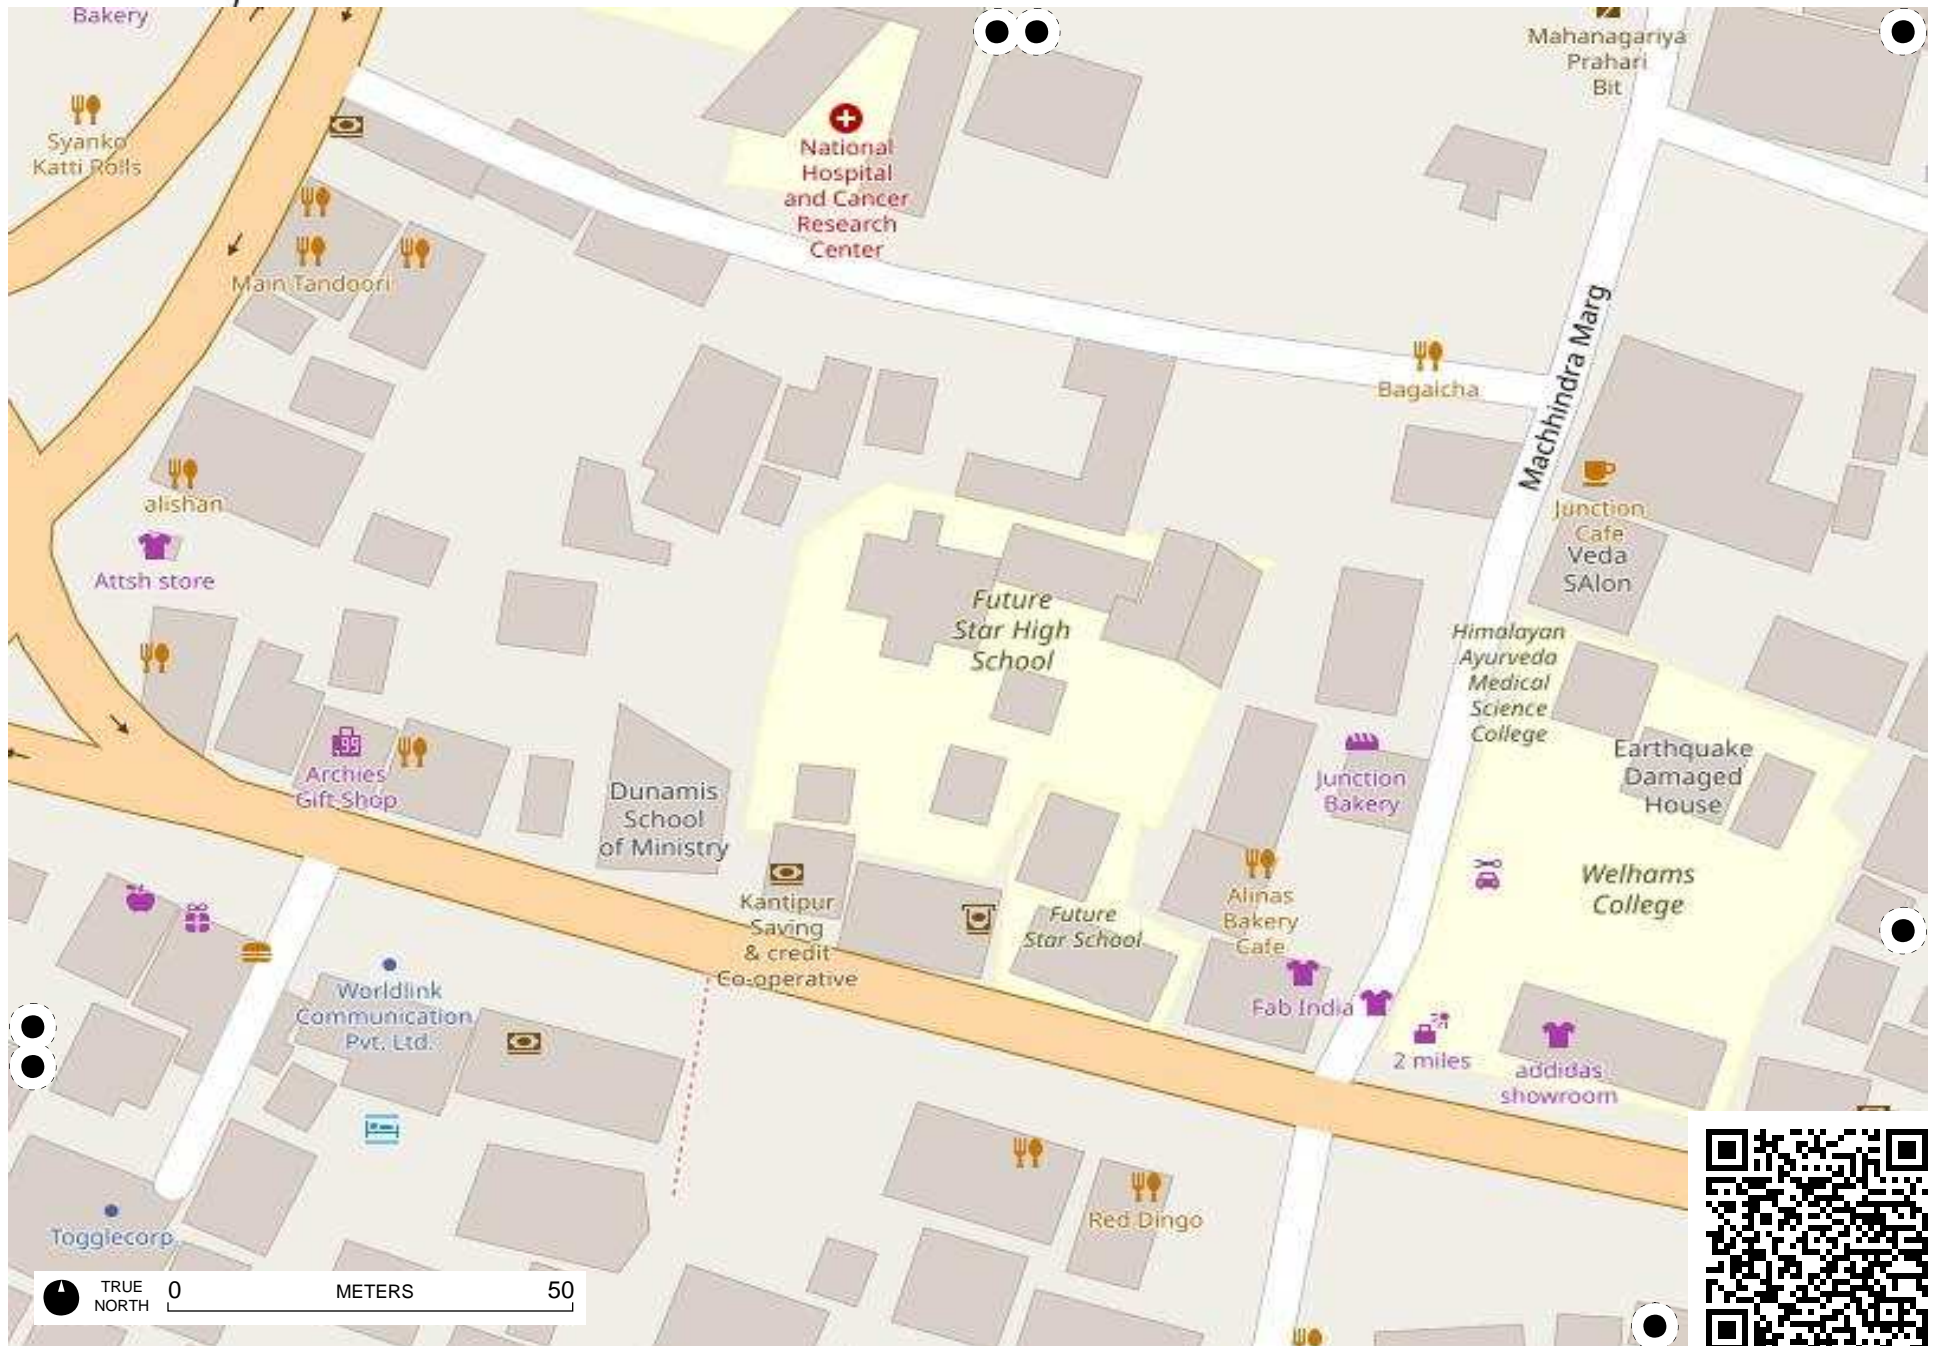 Bakery
Mahanagariya
Prahari
Bit
Syanko
Katti Rolls
National
Hospital
and Cancer
Research
Center
Main Tandoori
Machhindra Marg
Bagaicha
alishan
Junction
Cafe
Veda
SAlon
Attsh store
Future
Star High
School
Himalayan
Ayurveda
Medical
Science
College
Earthquake
Damaged
House
99
Archies
Gift Shop
Junction
Bakery
Dunamis
School
of Ministry
Welhams
College
Kantipur
Saving
& credit
Co-operative
Alinas
Bakery
Cafe
Future
Star School
Worldlink
Communication
Pvt. Ltd.
Fab India
2 miles
addidas
showroom
Red Dingo
Togglecorp
TRUE
NORTH
0 METERS 50